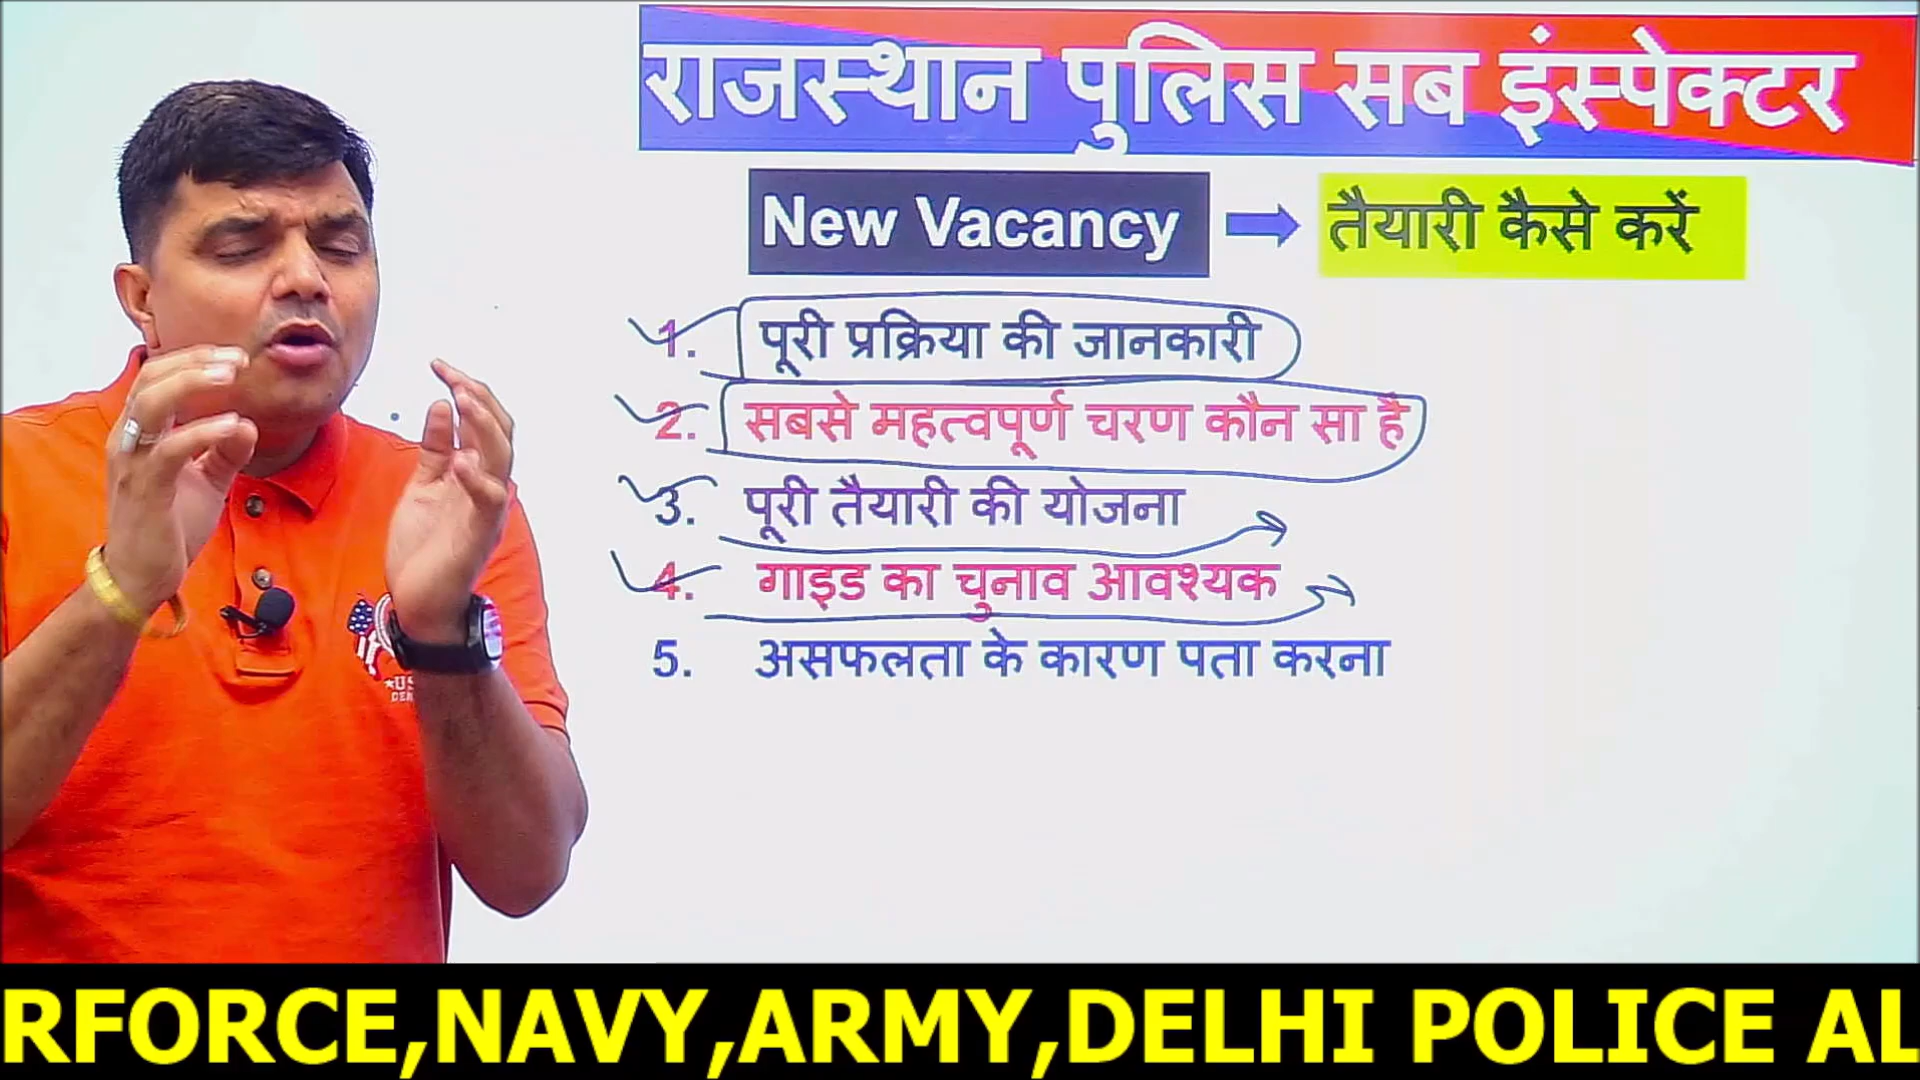 राजस्थान पुलिस सब इंस्पेक्टर
New Vacancy → तैयारी कैसे करें
1. पूरी प्रक्रिया की जानकारी
2. सबसे महत्वपूर्ण चरण कौन सा है
3. पूरी तैयारी की योजना
4. गाइड का चुनाव आवश्यक
5. असफलता के कारण पता करना
RFORCE,NAVY,ARMY,DELHI POLICE AL